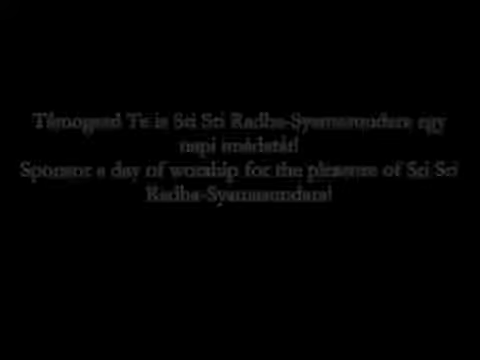 Támogasd Te is Sri Sri Radha-Syamasundara egy
napi imádatát!
Sponsor a day of worship for the pleasure of Sri Sri
Radha-Syamasundara!